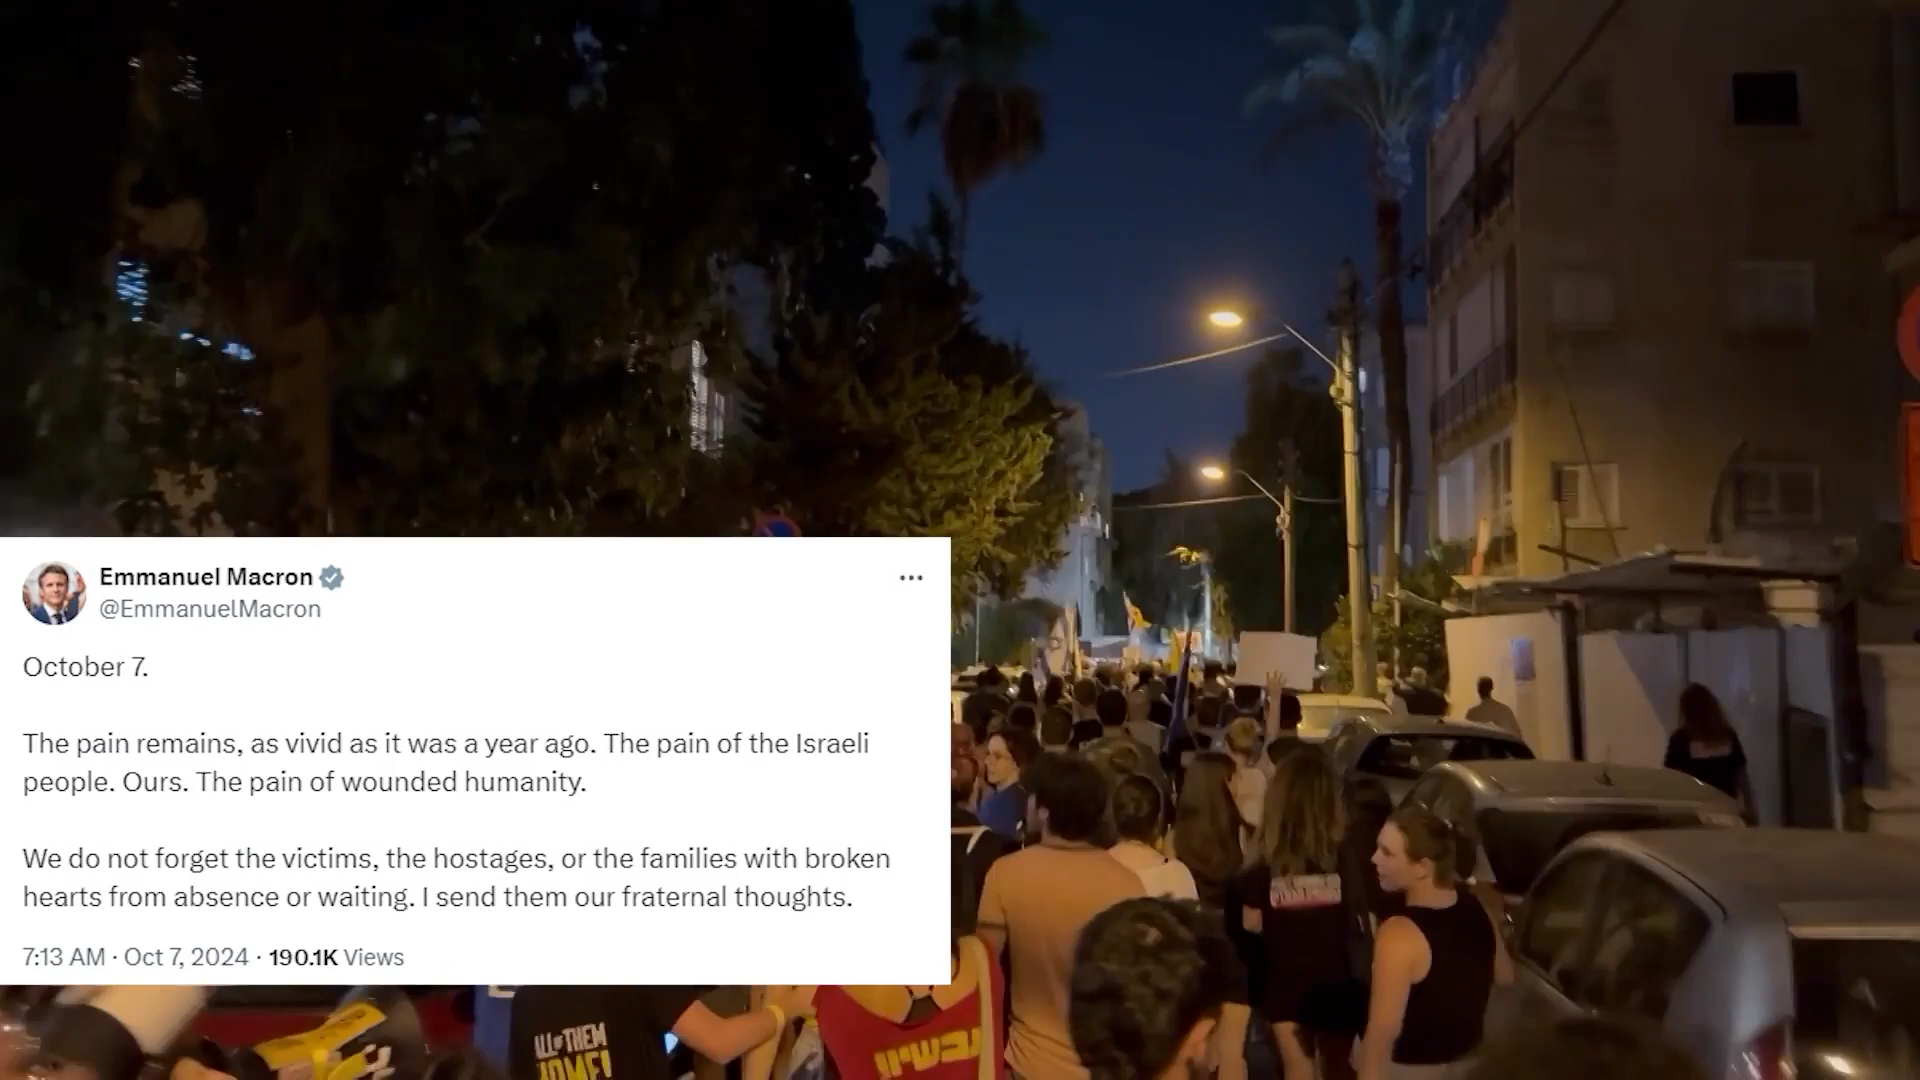 Emmanuel Macron
@EmmanuelMacron
October 7.
The pain remains, as vivid as it was a year ago. The pain of the Israeli
people. Ours. The pain of wounded humanity.
We do not forget the victims, the hostages, or the families with broken
hearts from absence or waiting. I send them our fraternal thoughts.
7:13 AM · Oct 7, 2024 · 190.1K Views
ALL OF THEM
HOME!
עכשיו